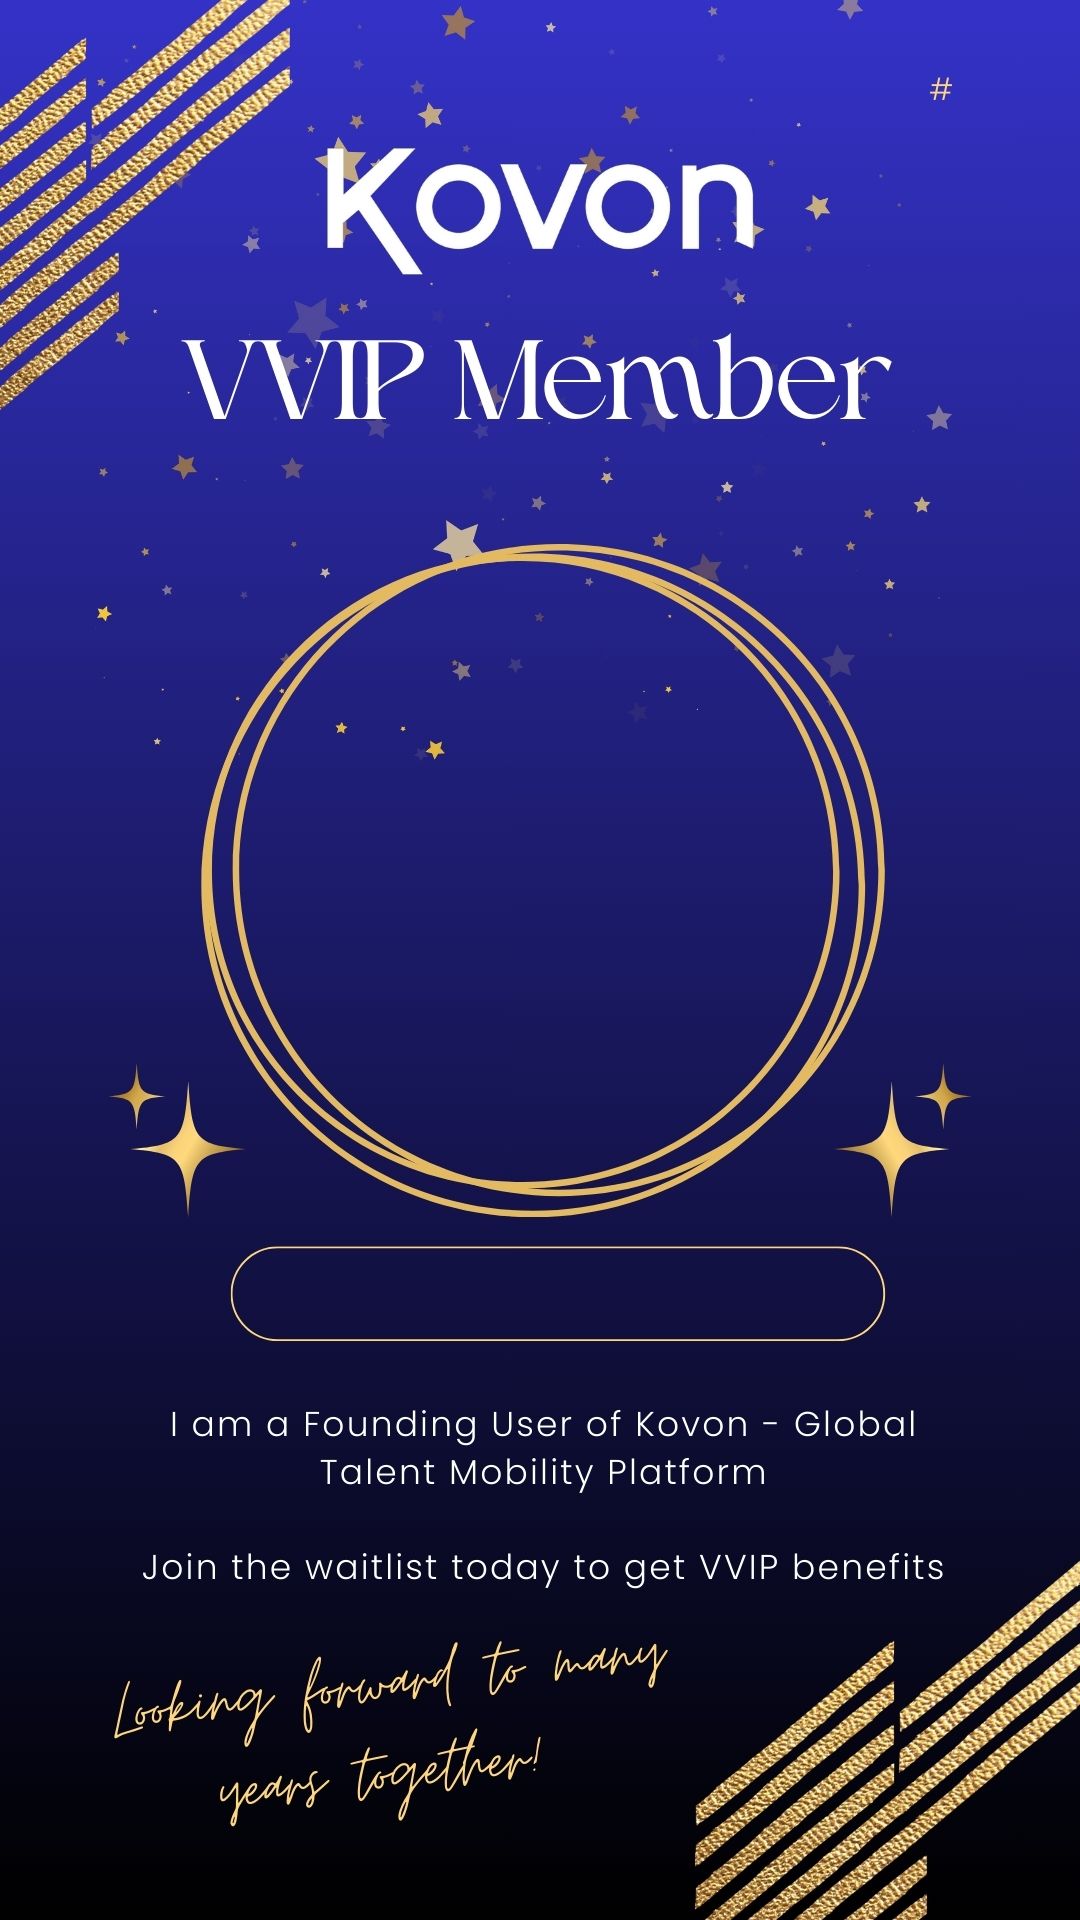 #
Kovon
VVIP Member
I am a Founding User of Kovon - Global
Talent Mobility Platform
Join the waitlist today to get VVIP benefits
Looking forward to many
years together!